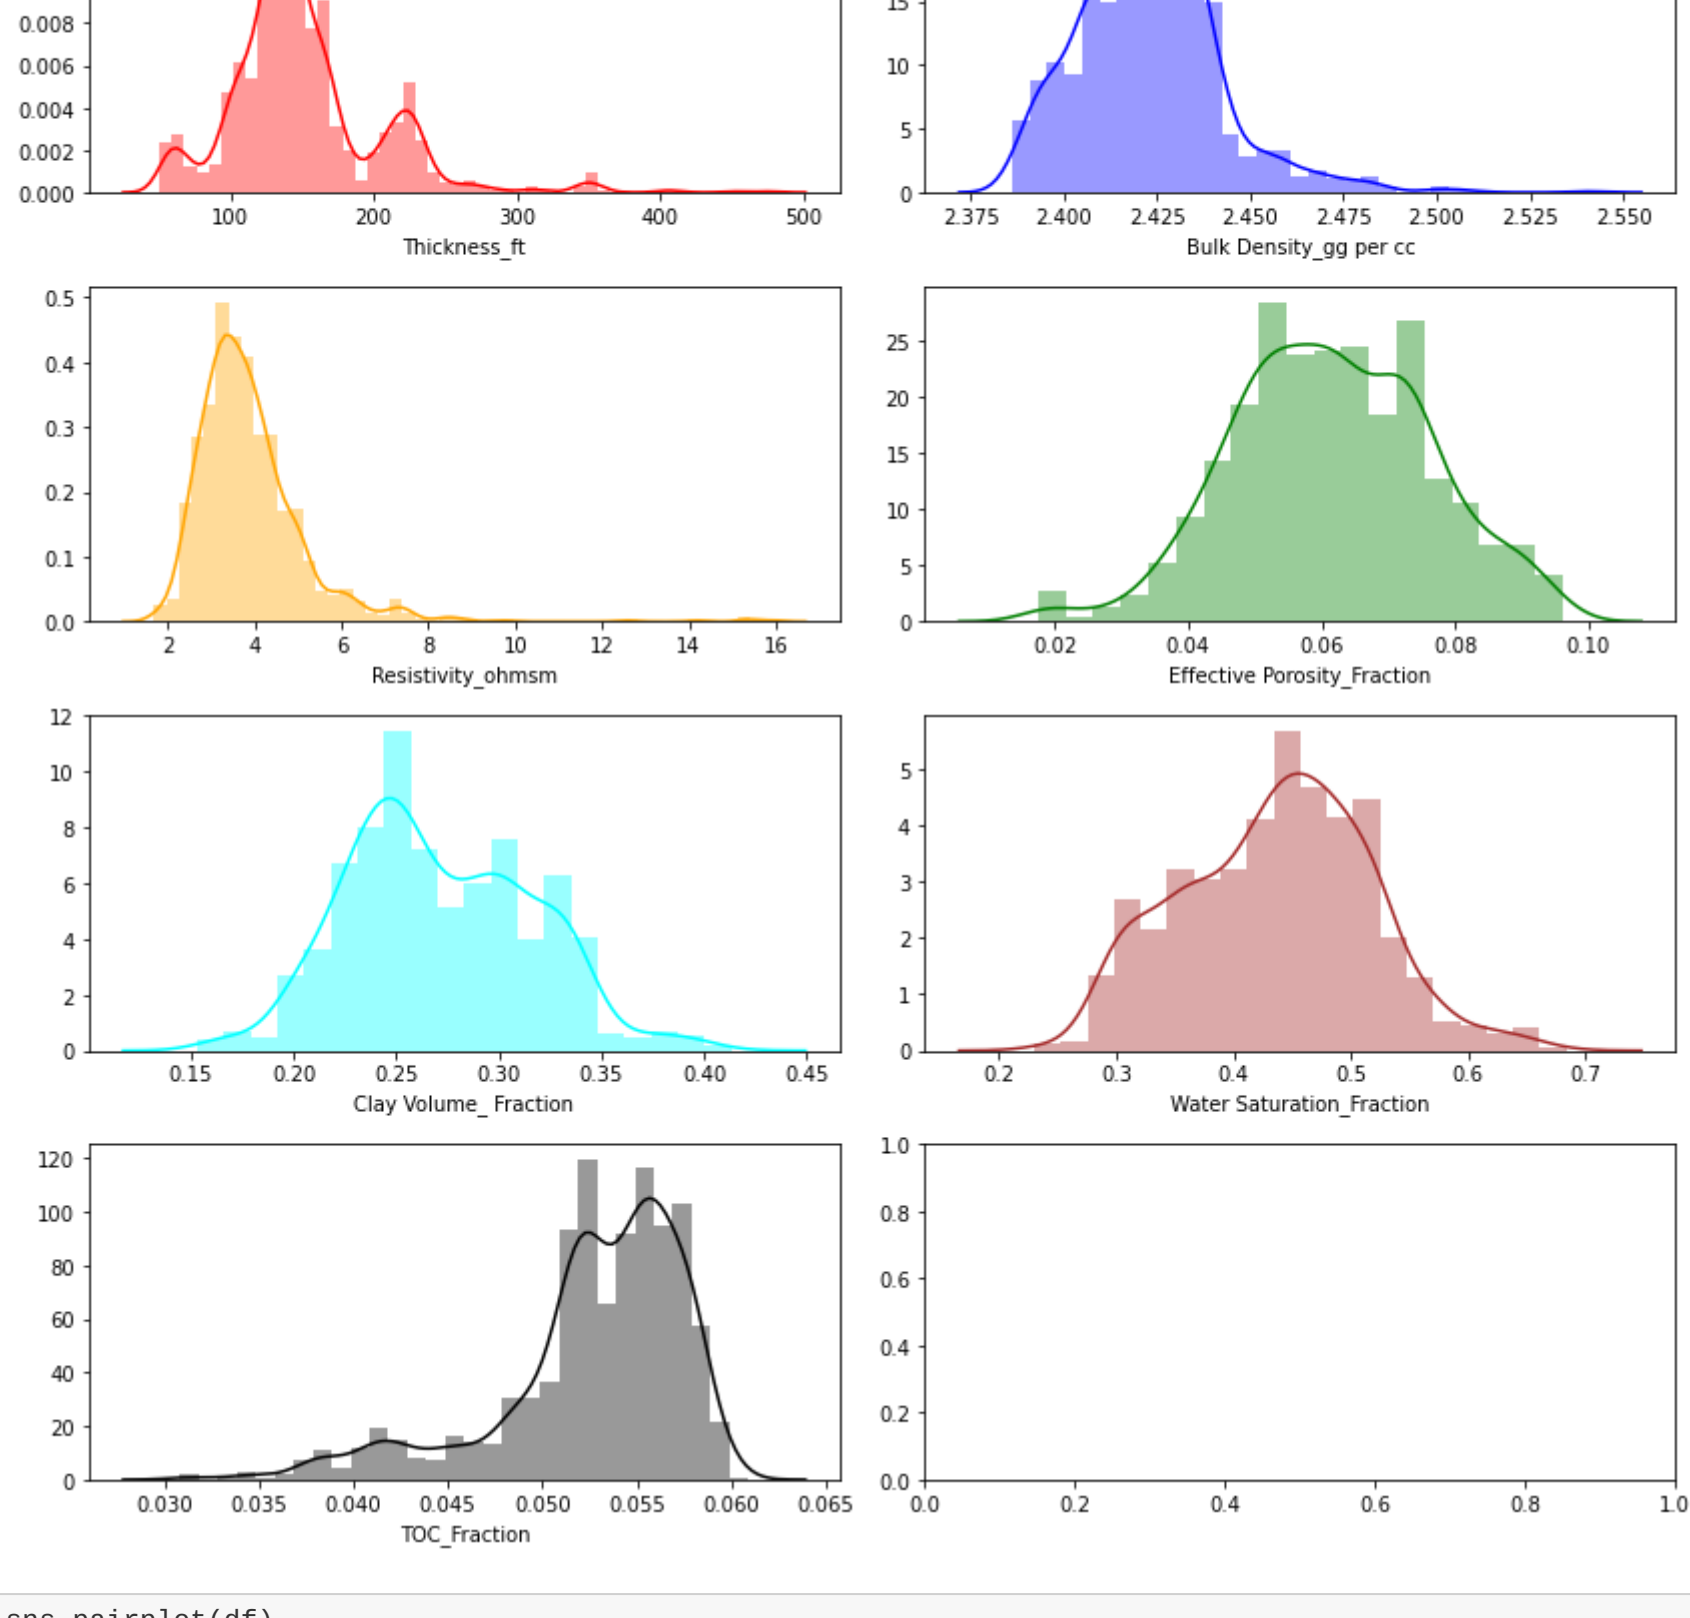 0.008
0.006
0.004
0.002
0.000
100 200 300 400 500
Thickness_ft
15
10
5
0
2.375 2.400 2.425 2.450 2.475 2.500 2.525 2.550
Bulk Density_gg per cc
0.5
0.4
0.3
0.2
0.1
0.0
2 4 6 8 10 12 14 16
Resistivity_ohmsm
25
20
15
10
5
0
0.02 0.04 0.06 0.08 0.10
Effective Porosity_Fraction
12
10
8
6
4
2
0
0.15 0.20 0.25 0.30 0.35 0.40 0.45
Clay Volume_ Fraction
5
4
3
2
1
0
0.2 0.3 0.4 0.5 0.6 0.7
Water Saturation_Fraction
120
100
80
60
40
20
0
0.030 0.035 0.040 0.045 0.050 0.055 0.060 0.065
TOC_Fraction
1.0
0.8
0.6
0.4
0.2
0.0
0.0 0.2 0.4 0.6 0.8 1.0
sns.pairplot(df)